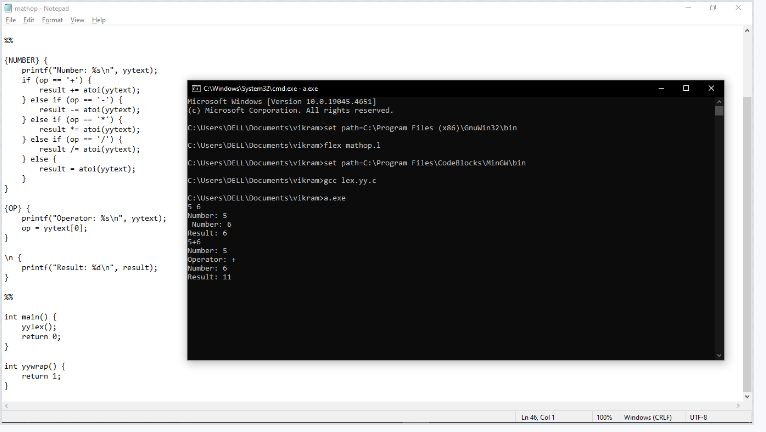 mathop - Notepad
File Edit Format View Help
%%
{NUMBER} {
printf("Number: %s\n", yytext);
if (op == '+') {
result += atoi(yytext);
} else if (op == '-') {
result -= atoi(yytext);
} else if (op == '*') {
result *= atoi(yytext);
} else if (op == '/') {
result /= atoi(yytext);
} else {
result = atoi(yytext);
}
}
{OP} {
printf("Operator: %s\n", yytext);
op = yytext[0];
}
\n {
printf("Result: %d\n", result);
}
%%
int main() {
yylex();
return 0;
}
int yywrap() {
return 1;
}
C:\Windows\System32\cmd.exe - a.exe
Microsoft Windows [Version 10.0.19045.4651]
(c) Microsoft Corporation. All rights reserved.
C:\Users\DELL\Documents\vikram>set path=C:\Program Files (x86)\GnuWin32\bin
C:\Users\DELL\Documents\vikram>flex mathop.l
C:\Users\DELL\Documents\vikram>set path=C:\Program Files\CodeBlocks\MinGW\bin
C:\Users\DELL\Documents\vikram>gcc lex.yy.c
C:\Users\DELL\Documents\vikram>a.exe
5 6
Number: 5
Number: 6
Result: 6
5+6
Number: 5
Operator: +
Number: 6
Result: 11
Ln 46, Col 1 100% Windows (CRLF) UTF-8